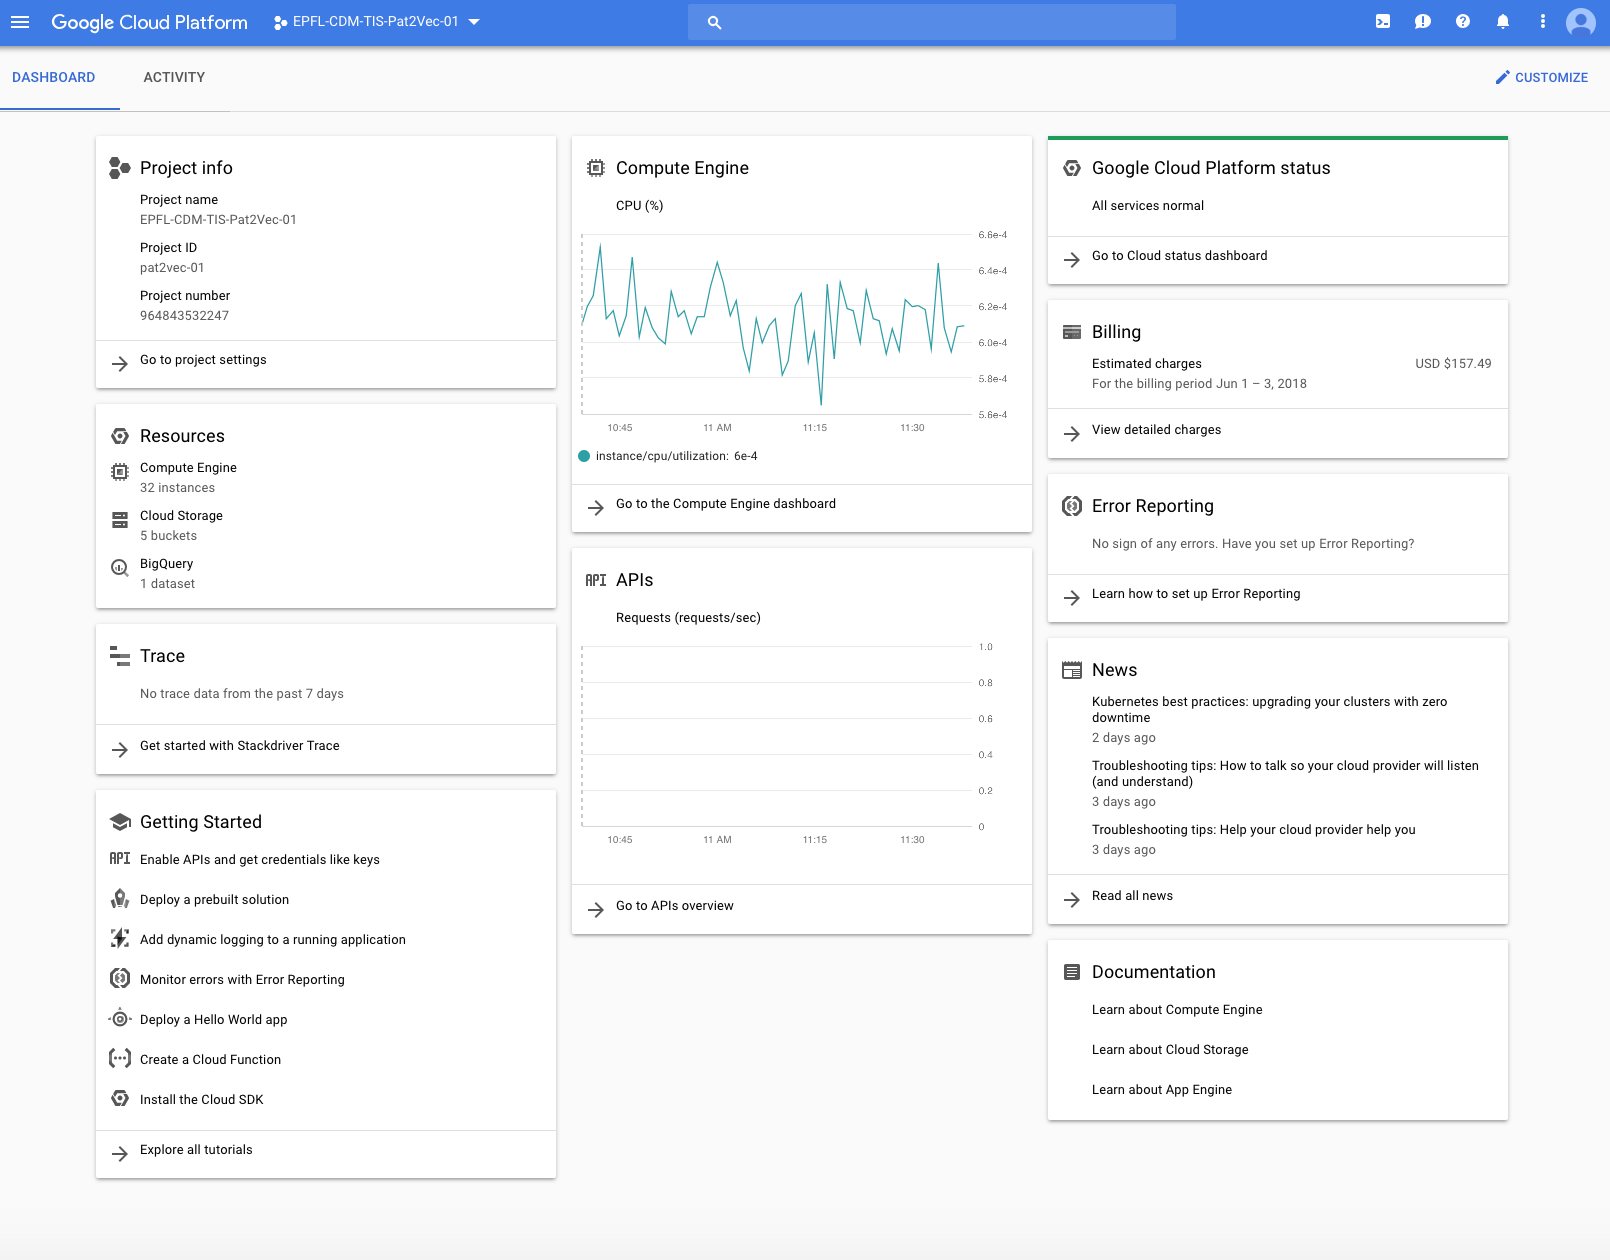 Google Cloud Platform
EPFL-CDM-TIS-Pat2Vec-01
DASHBOARD
ACTIVITY
CUSTOMIZE
Project info
Project name
EPFL-CDM-TIS-Pat2Vec-01
Project ID
pat2vec-01
Project number
964843532247
Go to project settings
Resources
Compute Engine
32 instances
Cloud Storage
5 buckets
BigQuery
1 dataset
Trace
No trace data from the past 7 days
Get started with Stackdriver Trace
Getting Started
API
Enable APIs and get credentials like keys
Deploy a prebuilt solution
Add dynamic logging to a running application
Monitor errors with Error Reporting
Deploy a Hello World app
Create a Cloud Function
Install the Cloud SDK
Explore all tutorials
Compute Engine
CPU (%)
6.6e-4
6.4e-4
6.2e-4
6.0e-4
5.8e-4
5.6e-4
10:45
11 AM
11:15
11:30
instance/cpu/utilization: 6e-4
Go to the Compute Engine dashboard
API
APIs
Requests (requests/sec)
1.0
0.8
0.6
0.4
0.2
0
10:45
11 AM
11:15
11:30
Go to APIs overview
Google Cloud Platform status
All services normal
Go to Cloud status dashboard
Billing
Estimated charges
USD $157.49
For the billing period Jun 1 – 3, 2018
View detailed charges
Error Reporting
No sign of any errors. Have you set up Error Reporting?
Learn how to set up Error Reporting
News
Kubernetes best practices: upgrading your clusters with zero
downtime
2 days ago
Troubleshooting tips: How to talk so your cloud provider will listen
(and understand)
3 days ago
Troubleshooting tips: Help your cloud provider help you
3 days ago
Read all news
Documentation
Learn about Compute Engine
Learn about Cloud Storage
Learn about App Engine